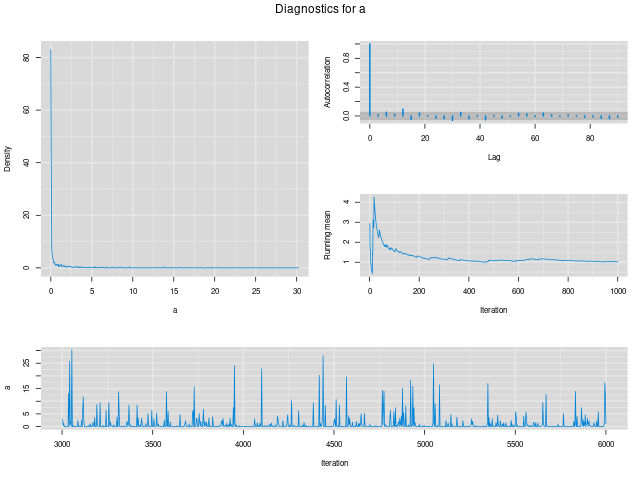 Diagnostics for a
Density
0 20 40 60 80
0 5 10 15 20 25 30
a
Autocorrelation
0.0 0.4 0.8
0 20 40 60 80
Lag
Running mean
1 2 3 4
0 200 400 600 800 1000
Iteration
a
0 5 15 25
3000 3500 4000 4500 5000 5500 6000
Iteration